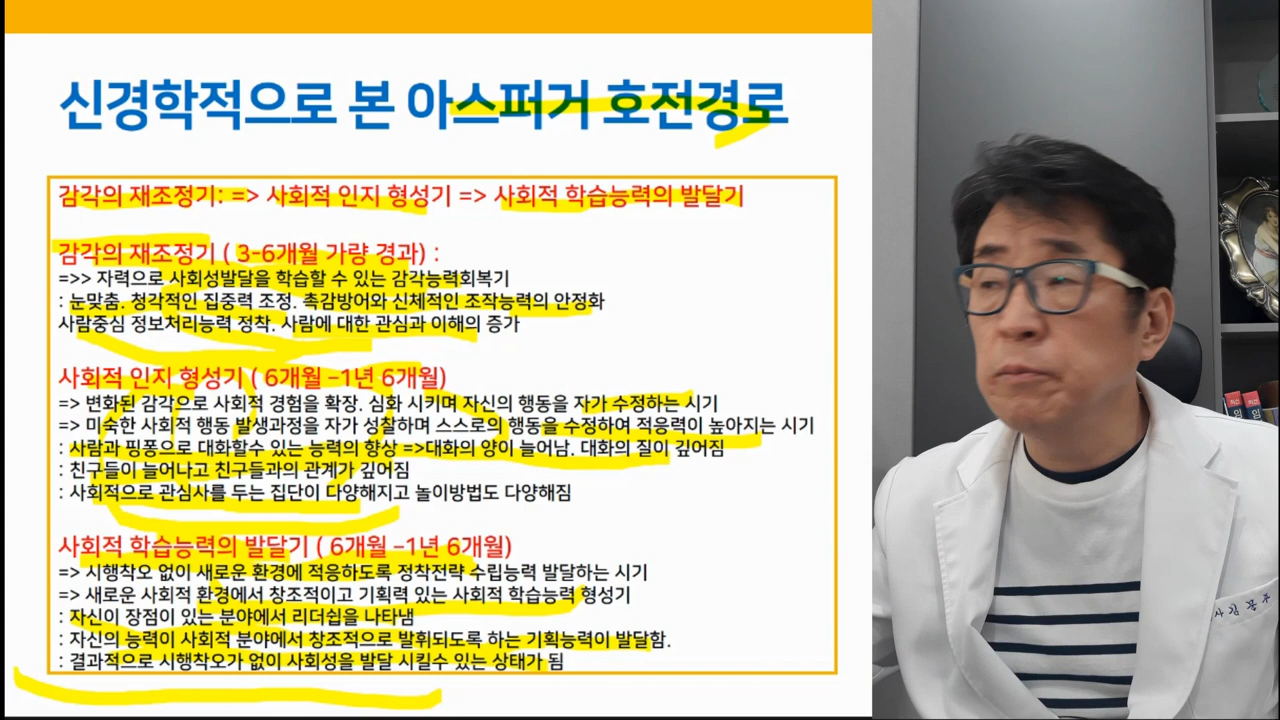 신경학적으로 본 아스퍼거 호전경로
감각의 재조정기: => 사회적 인지 형성기 => 사회적 학습능력의 발달기
감각의 재조정기 ( 3-6개월 가량 경과) :
=>> 자력으로 사회성발달을 학습할 수 있는 감각능력회복기
: 눈맞춤. 청각적인 집중력 조정. 촉감방어와 신체적인 조작능력의 안정화
사람중심 정보처리능력 정착. 사람에 대한 관심과 이해의 증가
사회적 인지 형성기 ( 6개월 –1년 6개월)
=> 변화된 감각으로 사회적 경험을 확장. 심화 시키며 자신의 행동을 자가 수정하는 시기
=> 미숙한 사회적 행동 발생과정을 자가 성찰하며 스스로의 행동을 수정하여 적응력이 높아지는 시기
: 사람과 핑퐁으로 대화할수 있는 능력의 향상 =>대화의 양이 늘어남. 대화의 질이 깊어짐
: 친구들이 늘어나고 친구들과의 관계가 깊어짐
: 사회적으로 관심사를 두는 집단이 다양해지고 놀이방법도 다양해짐
사회적 학습능력의 발달기 ( 6개월 –1년 6개월)
=> 시행착오 없이 새로운 환경에 적응하도록 정착전략 수립능력 발달하는 시기
=> 새로운 사회적 환경에서 창조적이고 기획력 있는 사회적 학습능력 형성기
: 자신이 장점이 있는 분야에서 리더쉽을 나타냄
: 자신의 능력이 사회적 분야에서 창조적으로 발휘되도록 하는 기획능력이 발달함.
: 결과적으로 시행착오가 없이 사회성을 발달 시킬수 있는 상태가 됨